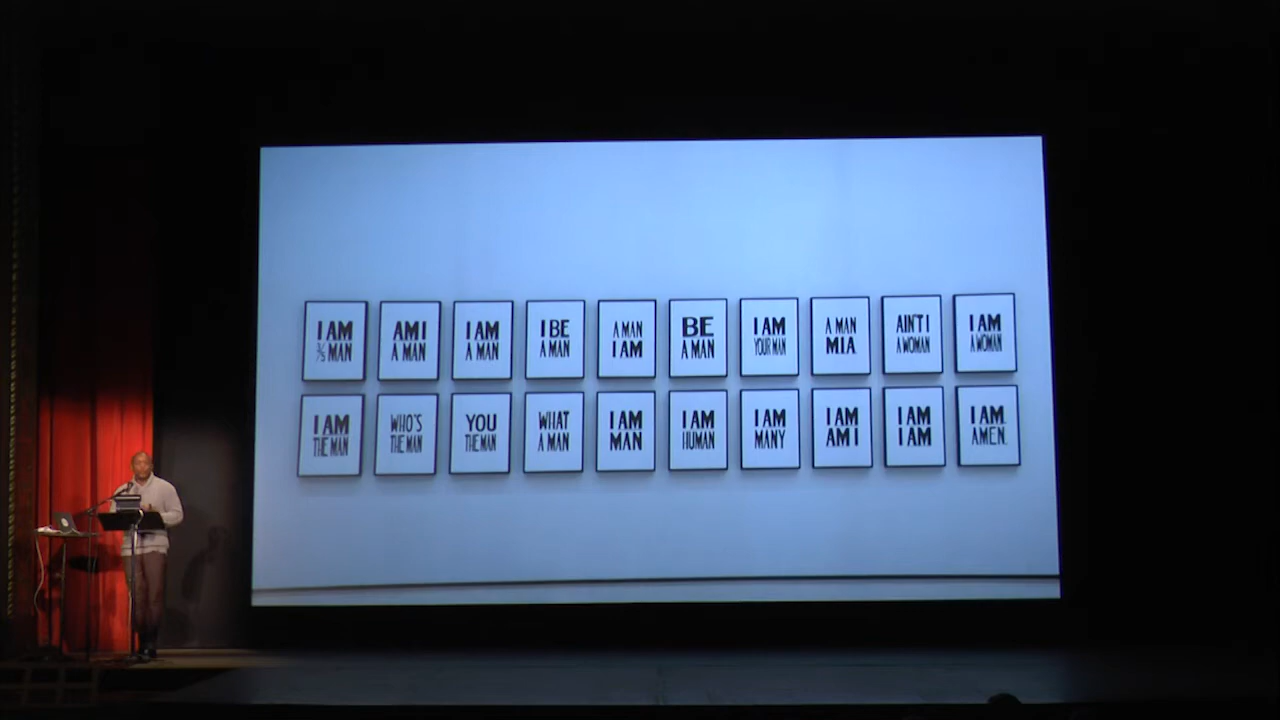 I AM
⅗ MAN
AM I
A MAN
I AM
A MAN
I BE
A MAN
A MAN
I AM
BE
A MAN
I AM
YOUR MAN
A MAN
MIA.
AIN'T I
A WOMAN
I AM
A WOMAN
I AM
THE MAN
WHO'S
THE MAN
YOU
THE MAN
WHAT
A MAN
I AM
MAN
I AM
HUMAN
I AM
MANY
I AM
AM I
I AM
I AM
I AM.
AMEN.